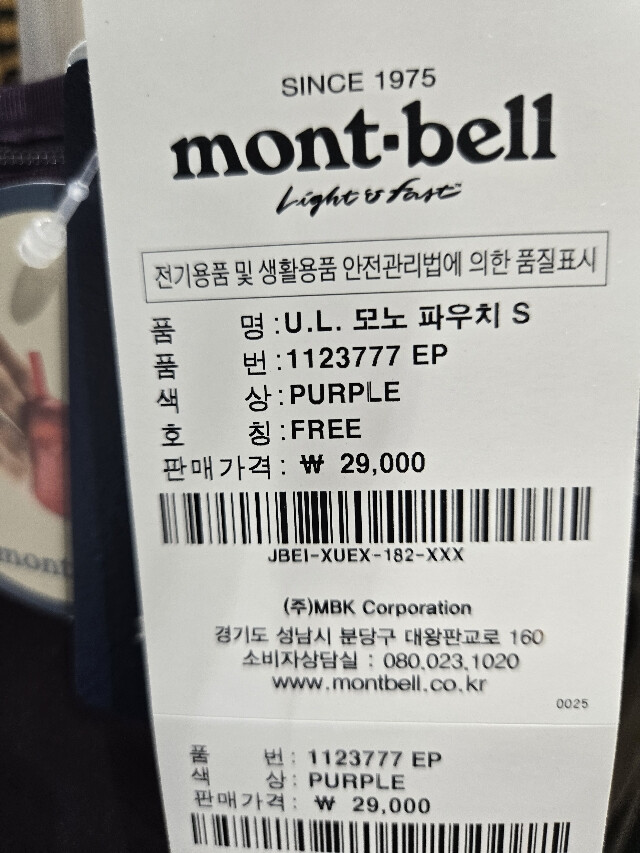 SINCE 1975
mont-bell
Light & fast
전기용품 및 생활용품 안전관리법에 의한 품질표시
품 명 : U.L. 모노 파우치 S
품 번 : 1123777 EP
색 상 : PURPLE
호 칭 : FREE
판매가격 : ₩ 29,000
JBEI-XUEX-182-XXX
(주)MBK Corporation
경기도 성남시 분당구 대왕판교로 160
소비자상담실 : 080.023.1020
www.montbell.co.kr
0025
품 번 : 1123777 EP
색 상 : PURPLE
판매가격 : ₩ 29,000
mont